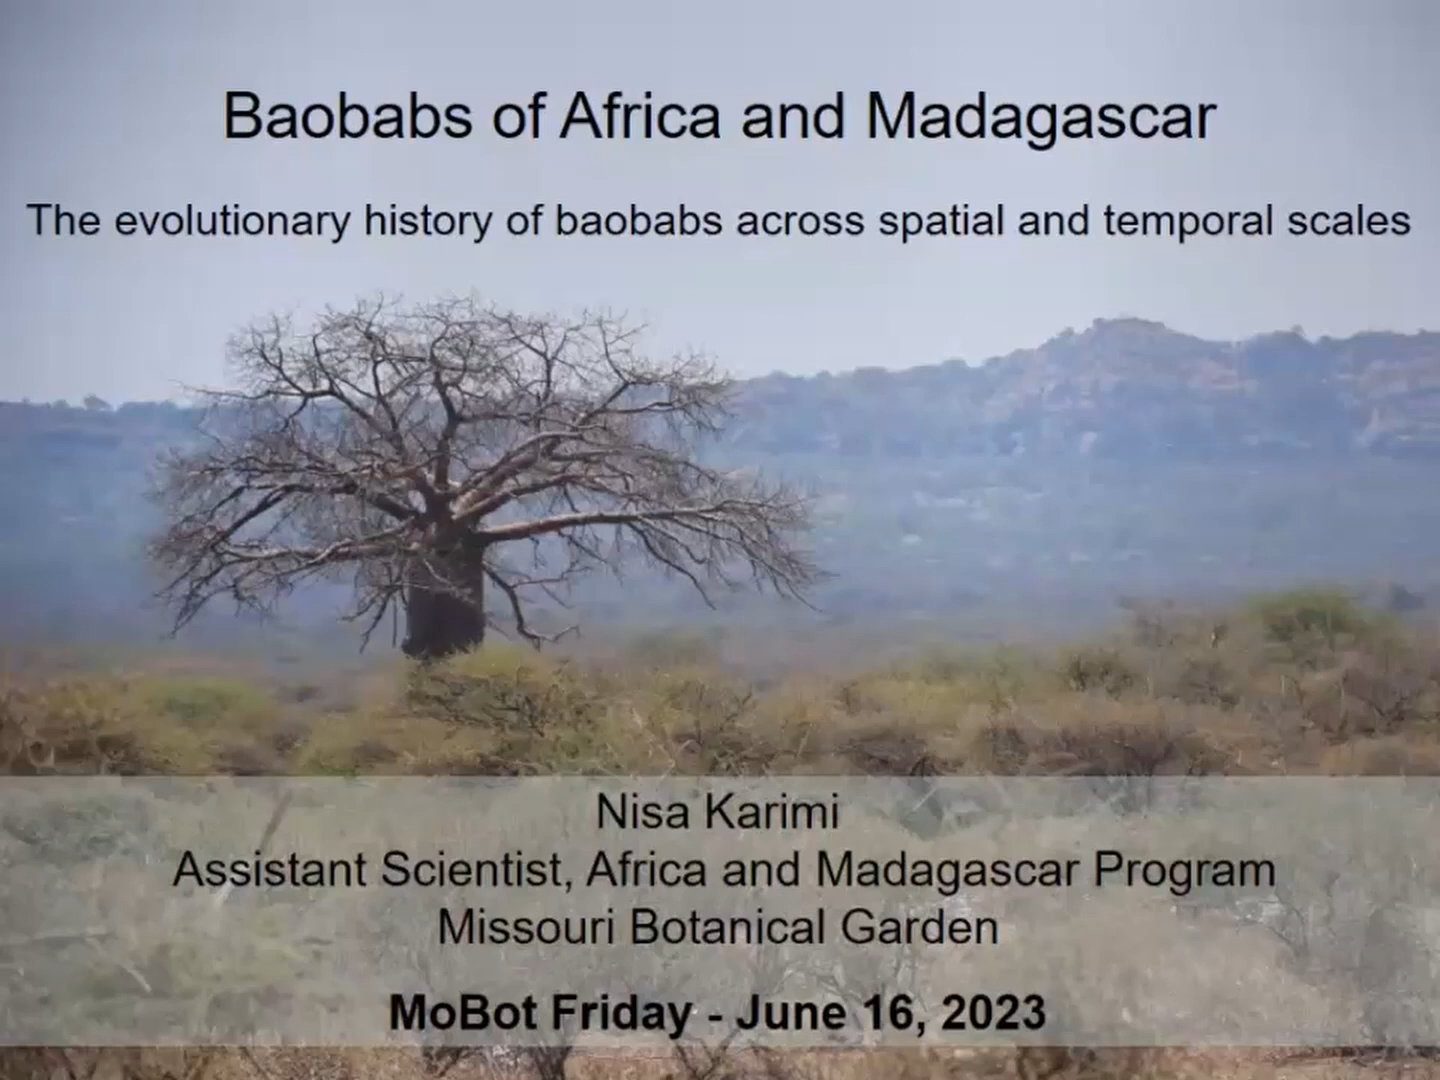 Baobabs of Africa and Madagascar
The evolutionary history of baobabs across spatial and temporal scales
Nisa Karimi
Assistant Scientist, Africa and Madagascar Program
Missouri Botanical Garden
MoBot Friday - June 16, 2023